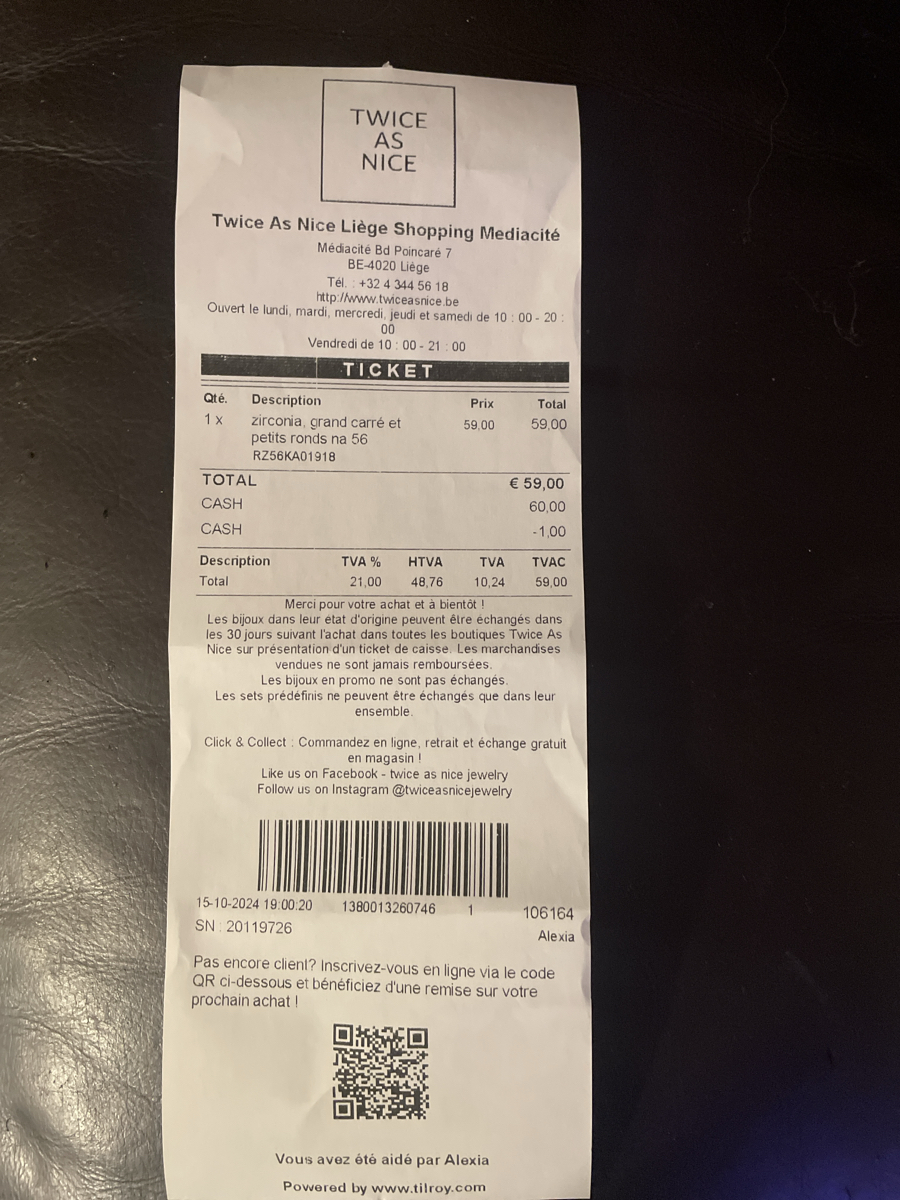 TWICE
AS
NICE
Twice As Nice Liège Shopping Mediacité
Médiacité Bd Poincaré 7
BE-4020 Liège
Tél. : +32 4 344 56 18
http://www.twiceasnice.be
Ouvert le lundi, mardi, mercredi, jeudi et samedi de 10 : 00 - 20 :
00
Vendredi de 10 : 00 - 21 : 00
TICKET
Qté. Description Prix Total
1 x zirconia, grand carré et 59,00 59,00
petits ronds na 56
RZ56KA01918
TOTAL € 59,00
CASH 60,00
CASH -1,00
Description TVA % HTVA TVA TVAC
Total 21,00 48,76 10,24 59,00
Merci pour votre achat et à bientôt !
Les bijoux dans leur état d'origine peuvent être échangés dans
les 30 jours suivant l'achat dans toutes les boutiques Twice As
Nice sur présentation d'un ticket de caisse. Les marchandises
vendues ne sont jamais remboursées.
Les bijoux en promo ne sont pas échangés.
Les sets prédéfinis ne peuvent être échangés que dans leur
ensemble.
Click & Collect : Commandez en ligne, retrait et échange gratuit
en magasin !
Like us on Facebook - twice as nice jewelry
Follow us on Instagram @twiceasnicejewelry
15-10-2024 19:00:20 1380013260746 1 106164
SN : 20119726 Alexia
Pas encore client? Inscrivez-vous en ligne via le code
QR ci-dessous et bénéficiez d'une remise sur votre
prochain achat !
Vous avez été aidé par Alexia
Powered by www.tilroy.com